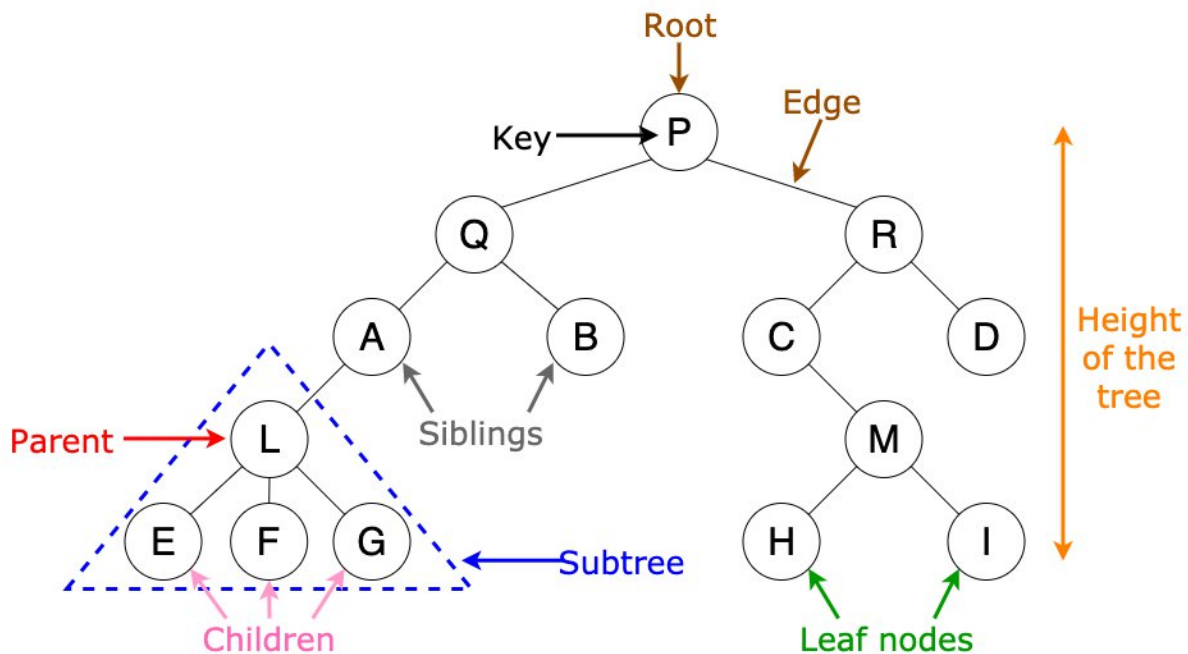 Root
Edge
Key
P
Q
R
A
B
C
D
Height
of the
tree
Siblings
Parent
L
M
E
F
G
H
I
Subtree
Children
Leaf nodes